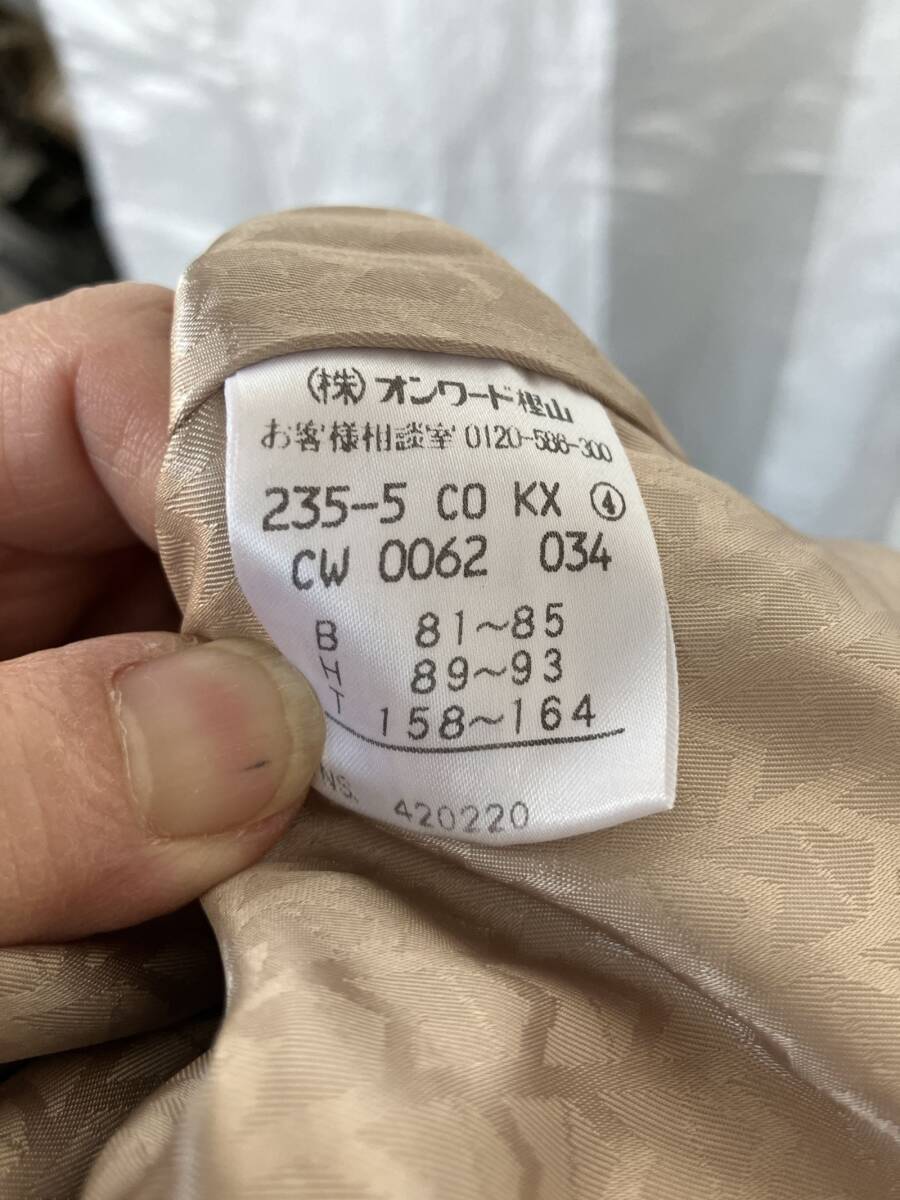 (株)オンワード樫山
お客様相談室 0120-586-300
235-5 CO KX ④
CW 0062 034
B 81~85
H 89~93
T 158~164
NS. 420220